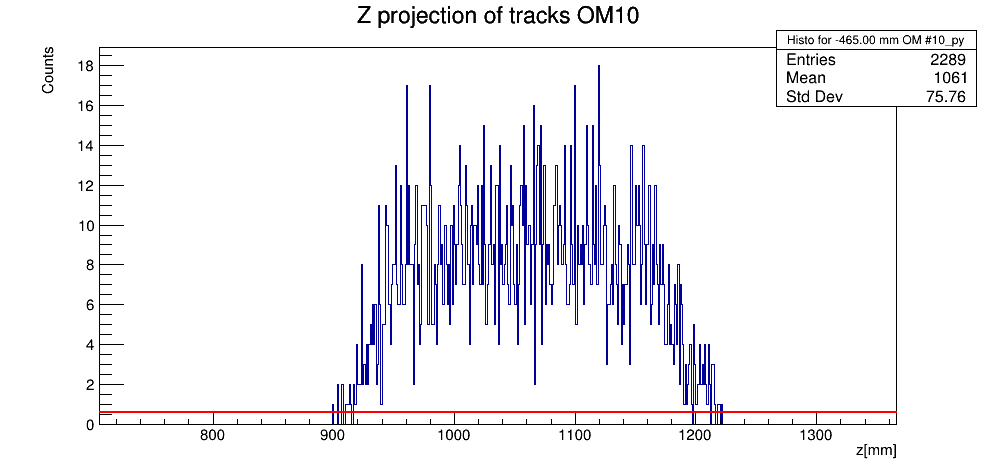 Z projection of tracks OM10
Histo for -465.00 mm OM #10_py
Entries 2289
Mean 1061
Std Dev 75.76
Counts
18
16
14
12
10
8
6
4
2
0
800 900 1000 1100 1200 1300
z[mm]